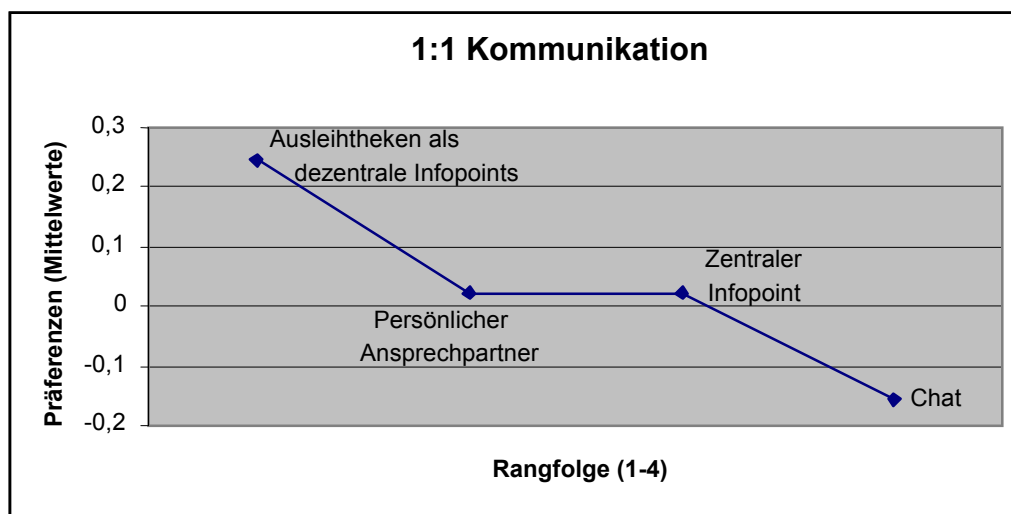 1:1 Kommunikation
Präferenzen (Mittelwerte)
0,3
0,2
0,1
0
-0,1
-0,2
Ausleihtheken als
dezentrale Infopoints
Persönlicher
Ansprechpartner
Zentraler
Infopoint
Chat
Rangfolge (1-4)